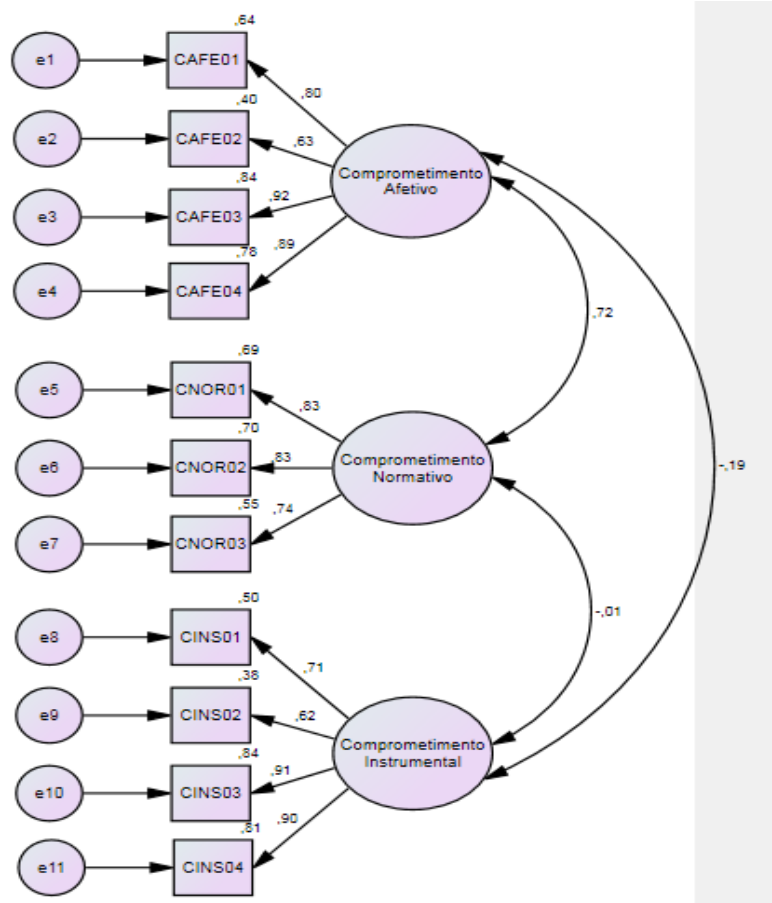 ,64
e1
CAFE01
,80
,40
e2
CAFE02
,63
,84
e3
CAFE03
,92
,78
e4
CAFE04
,89
Comprometimento
Afetivo
,72
,69
e5
CNOR01
,83
,70
e6
CNOR02
,83
,55
e7
CNOR03
,74
Comprometimento
Normativo
-,19
-,01
,50
e8
CINS01
,71
,38
e9
CINS02
,62
,84
e10
CINS03
,91
,81
e11
CINS04
,90
Comprometimento
Instrumental